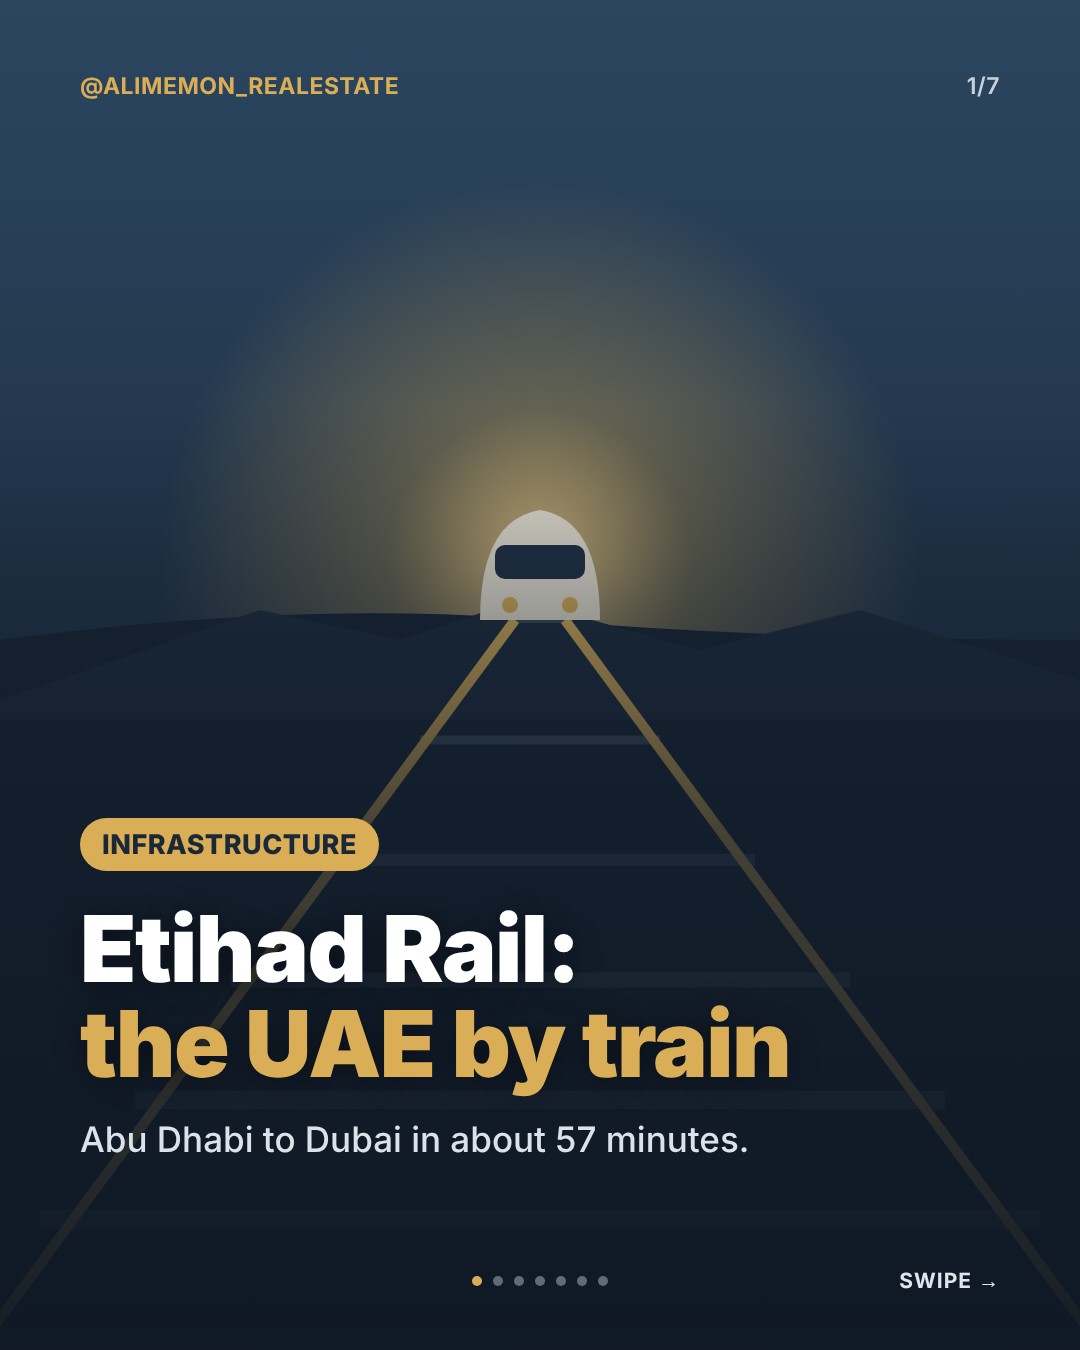 @ALIMEMON_REALESTATE
1/7
INFRASTRUCTURE
Etihad Rail:
the UAE by train
Abu Dhabi to Dubai in about 57 minutes.
SWIPE →